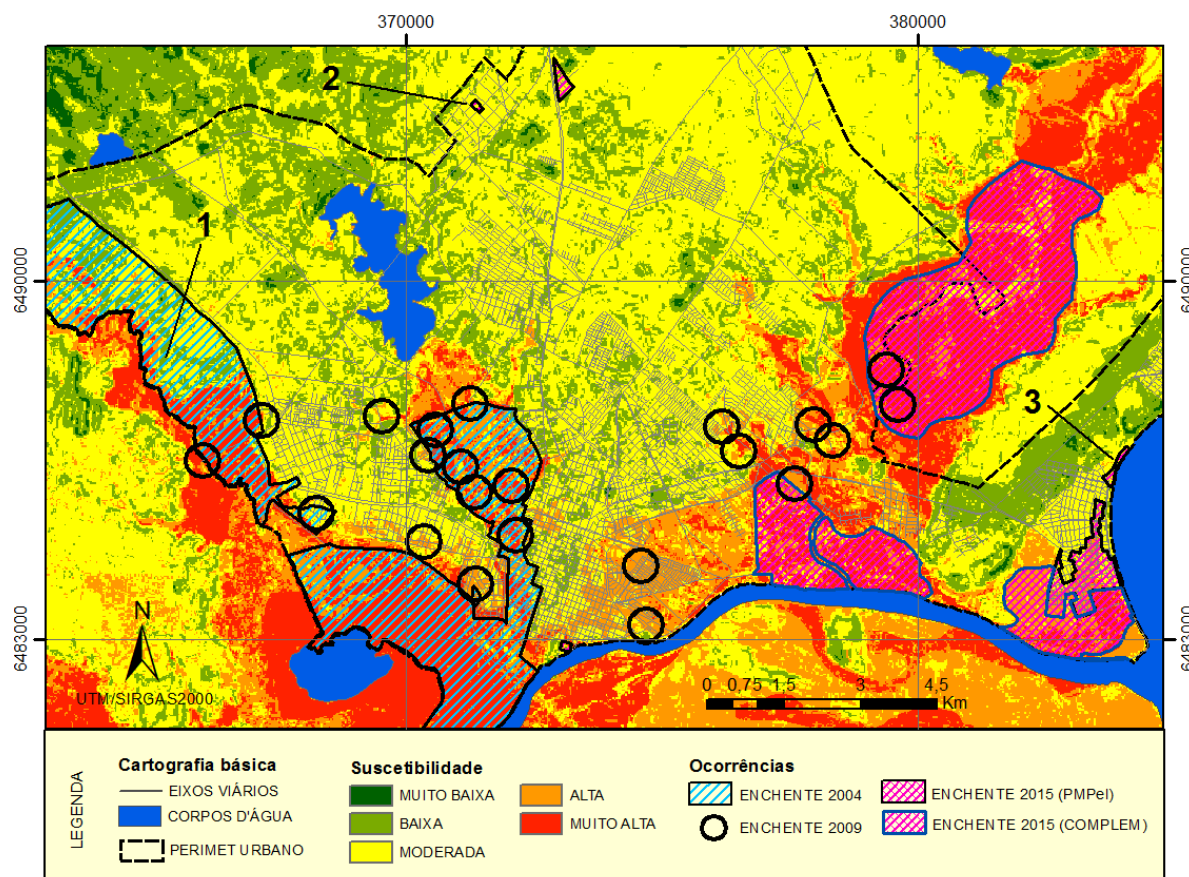 370000
380000
2
1
6490000
6490000
3
6483000
6483000
N
UTM/SIRGAS2000
0 0,75 1,5 3 4,5
Km
LEGENDA
Cartografia básica
EIXOS VIÁRIOS
CORPOS D'ÁGUA
PERIMET URBANO
Suscetibilidade
MUITO BAIXA
BAIXA
MODERADA
ALTA
MUITO ALTA
Ocorrências
ENCHENTE 2004
ENCHENTE 2009
ENCHENTE 2015 (PMPel)
ENCHENTE 2015 (COMPLEM)